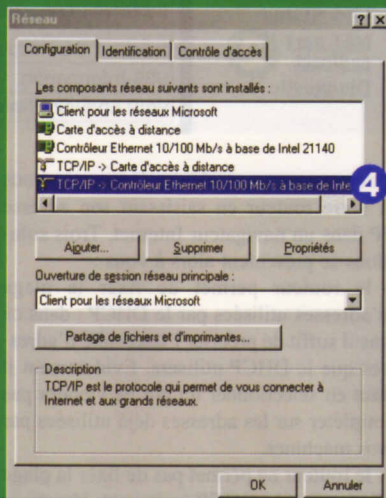 Réseau
Configuration Identification Contrôle d'accès
Les composants réseau suivants sont installés :
Client pour les réseaux Microsoft
Carte d'accès à distance
Contrôleur Ethernet 10/100 Mb/s à base de Intel 21140
TCP/IP -> Carte d'accès à distance
TCP/IP -> Contrôleur Ethernet 10/100 Mb/s à base de Inte
4
Ajouter... Supprimer Propriétés
Ouverture de session réseau principale :
Client pour les réseaux Microsoft
Partage de fichiers et d'imprimantes...
Description
TCP/IP est le protocole qui permet de vous connecter à
Internet et aux grands réseaux.
OK Annuler